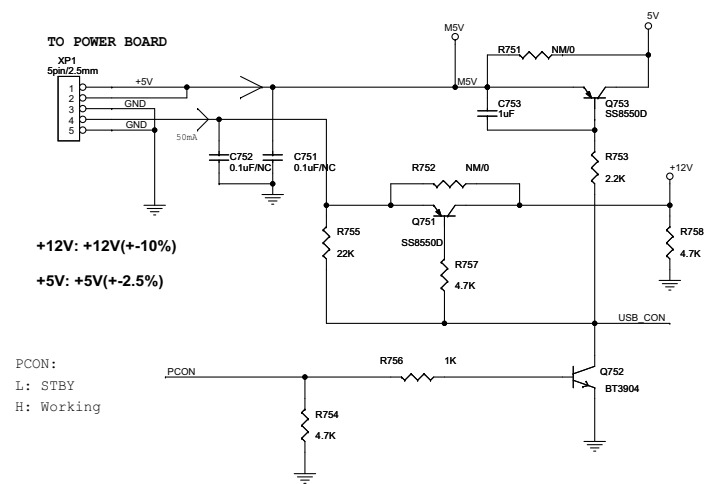 TO POWER BOARD
XP1
5pin/2.5mm
1
2
3
4
5
+5V
GND
GND
50mA
C752
0.1uF/NC
C751
0.1uF/NC
M5V
M5V
R751
NM/0
5V
C753
1uF
Q753
SS8550D
R753
2.2K
R752
NM/0
+12V
Q751
SS8550D
R755
22K
R757
4.7K
R758
4.7K
+12V: +12V(+-10%)
+5V: +5V(+-2.5%)
USB_CON
PCON:
L: STBY
H: Working
PCON
R756
1K
Q752
BT3904
R754
4.7K